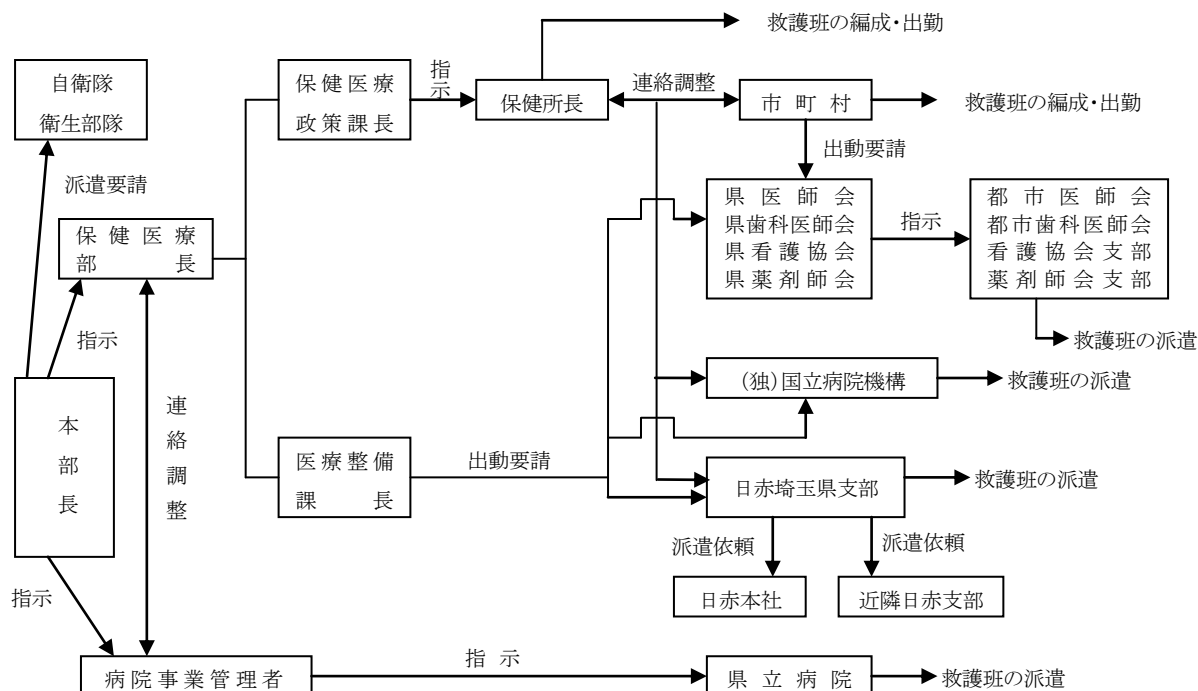 救護班の編成・出勤
自衛隊
衛生部隊
保健医療
政策課長
指示
保健所長
連絡調整
市町村
救護班の編成・出勤
出動要請
派遣要請
保健医療
部長
県医師会
県歯科医師会
県看護協会
県薬剤師会
指示
都市医師会
都市歯科医師会
看護協会支部
薬剤師会支部
救護班の派遣
指示
本部長
連絡調整
(独)国立病院機構
救護班の派遣
医療整備
課長
出動要請
日赤埼玉県支部
救護班の派遣
派遣依頼
派遣依頼
日赤本社
近隣日赤支部
指示
病院事業管理者
指示
県立病院
救護班の派遣